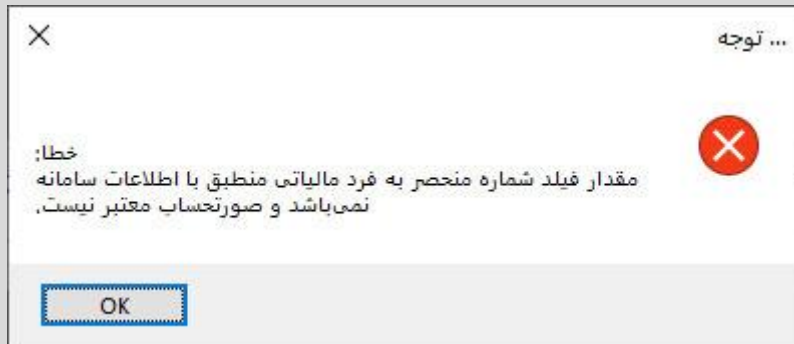 ... توجه
خطا:
مقدار فیلد شماره منحصر به فرد مالیاتی منطبق با اطلاعات سامانه
نمی‌باشد و صورتحساب معتبر نیست.
OK